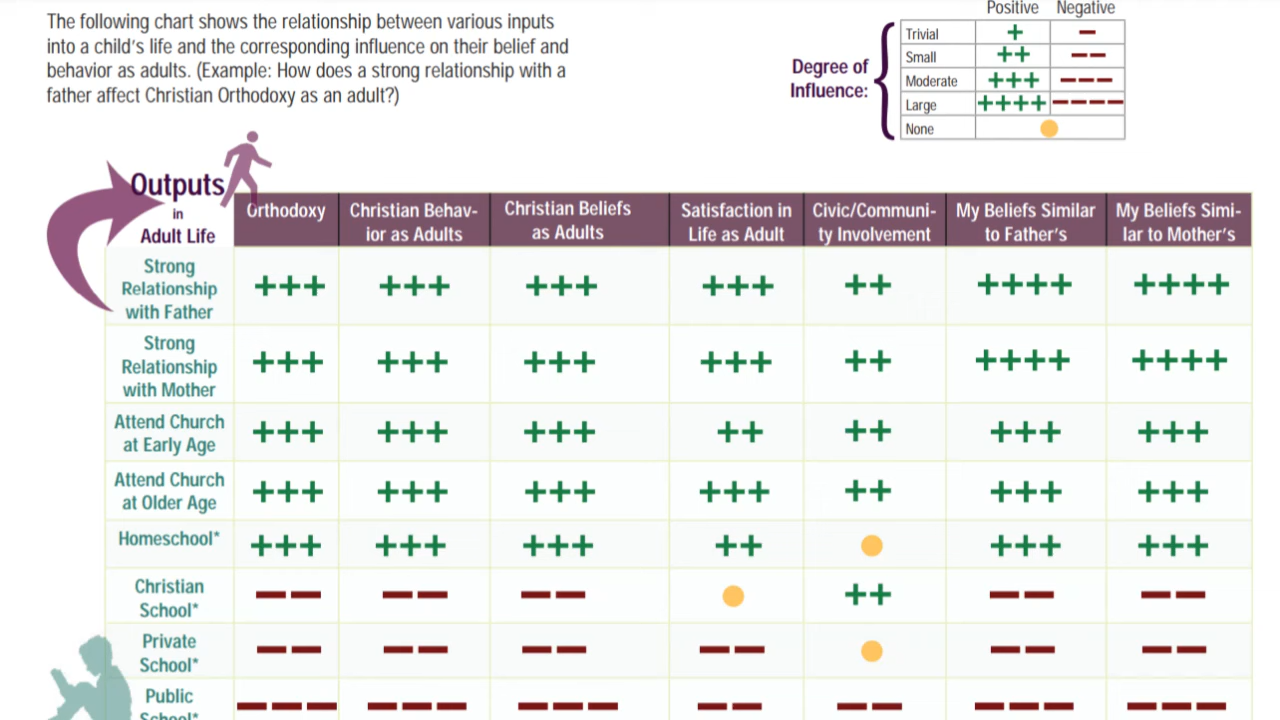 The following chart shows the relationship between various inputs
into a child's life and the corresponding influence on their belief and
behavior as adults. (Example: How does a strong relationship with a
father affect Christian Orthodoxy as an adult?)
Positive Negative
Degree of
Influence:
Trivial + −
Small ++ −−
Moderate +++ −−−
Large ++++ −−−−
None
Outputs
in
Adult Life
Orthodoxy
Christian Behav-
ior as Adults
Christian Beliefs
as Adults
Satisfaction in
Life as Adult
Civic/Communi-
ty Involvement
My Beliefs Similar
to Father's
My Beliefs Simi-
lar to Mother's
Strong
Relationship
with Father
+++ +++ +++ +++ ++ ++++ ++++
Strong
Relationship
with Mother
+++ +++ +++ +++ ++ ++++ ++++
Attend Church
at Early Age
+++ +++ +++ ++ ++ +++ +++
Attend Church
at Older Age
+++ +++ +++ +++ ++ +++ +++
Homeschool*
+++ +++ +++ ++ +++ +++
Christian
School*
−− −− −− ++ −− −−
Private
School*
−− −− −− −− −− −−
Public
School*
−−− −−− −−− −− −− −−− −−−